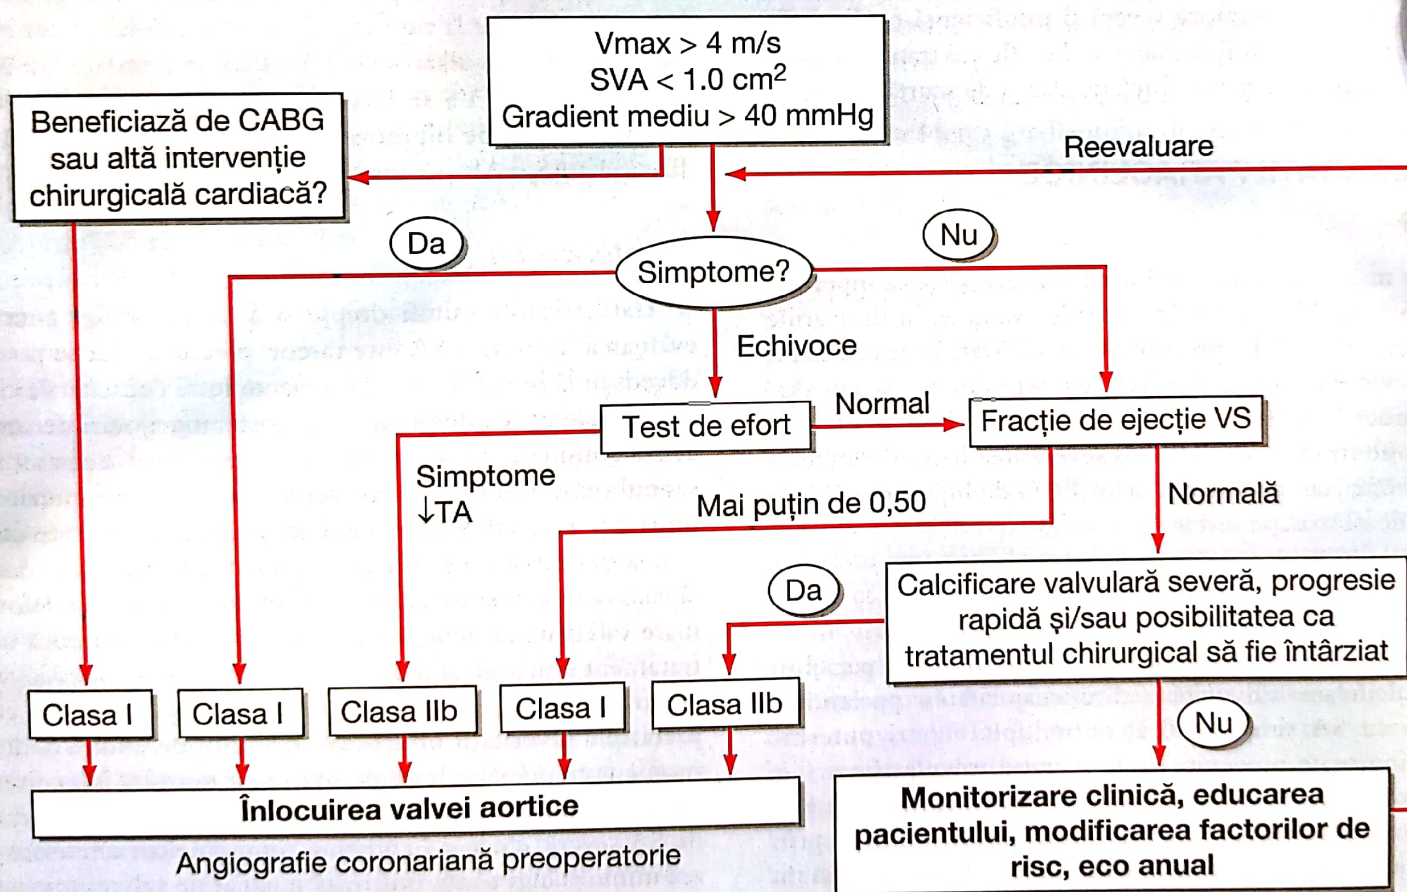 Vmax > 4 m/s
SVA < 1.0 cm²
Gradient mediu > 40 mmHg
Beneficiază de CABG
sau altă intervenție
chirurgicală cardiacă?
Reevaluare
Da
Nu
Simptome?
Echivoce
Test de efort
Normal
Fracție de ejecție VS
Simptome
↓TA
Mai puțin de 0,50
Normală
Da
Calcificare valvulară severă, progresie
rapidă și/sau posibilitatea ca
tratamentul chirurgical să fie întârziat
Clasa I
Clasa I
Clasa IIb
Clasa I
Clasa IIb
Nu
Înlocuirea valvei aortice
Angiografie coronariană preoperatorie
Monitorizare clinică, educarea
pacientului, modificarea factorilor de
risc, eco anual